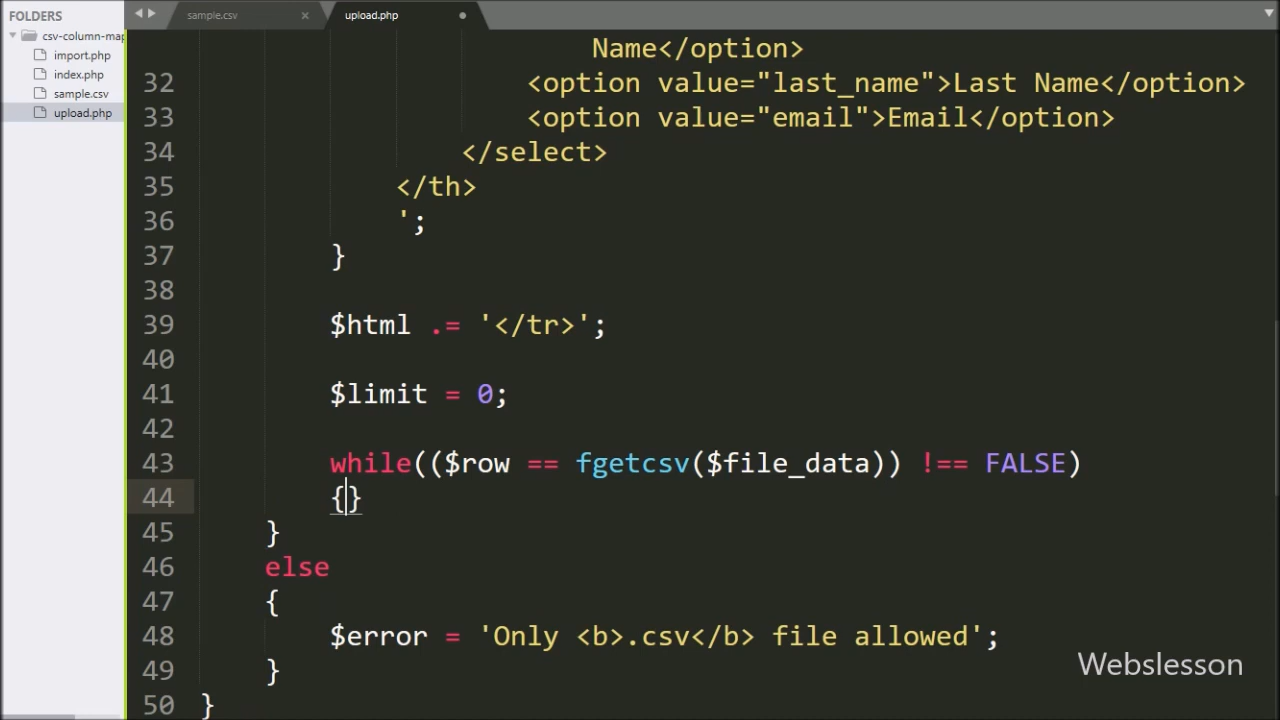 FOLDERS
csv-column-map
import.php
index.php
sample.csv
upload.php
sample.csv
upload.php
Name</option>
32 <option value="last_name">Last Name</option>
33 <option value="email">Email</option>
34 </select>
35 </th>
36 ';
37 }
38
39 $html .= '</tr>';
40
41 $limit = 0;
42
43 while(($row == fgetcsv($file_data)) !== FALSE)
44 {}
45 }
46 else
47 {
48 $error = 'Only <b>.csv</b> file allowed';
49 }
50 }
Webslesson